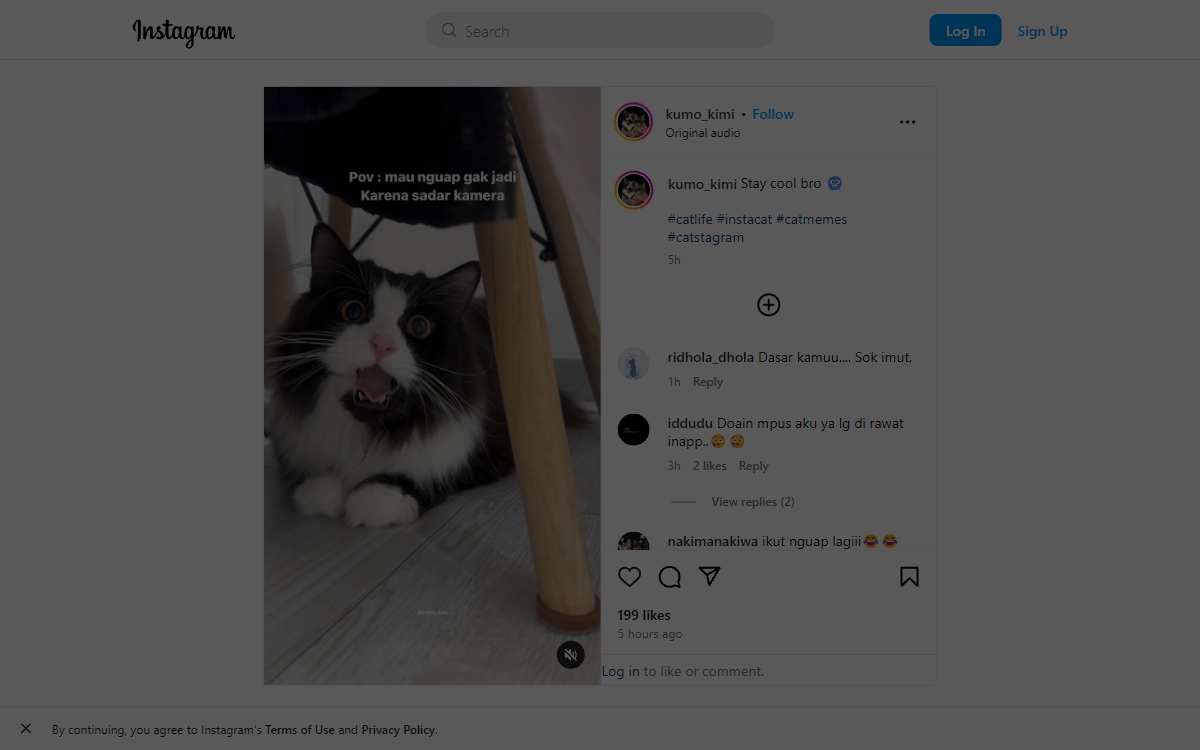 Instagram
Search
Log In
Sign Up
Pov : mau nguap gak jadi
Karena sadar kamera
kumo_kimi • Follow
Original audio
kumo_kimi Stay cool bro 🥶
#catlife #instacat #catmemes
#catstagram
5h
ridhola_dhola Dasar kamuu.... Sok imut,
1h Reply
iddudu Doain mpus aku ya lg di rawat
inapp..😳 😳
3h 2 likes Reply
View replies (2)
nakimanakiwa ikut nguap lagiii😂 😂
199 likes
5 hours ago
Log in to like or comment.
By continuing, you agree to Instagram's Terms of Use and Privacy Policy.